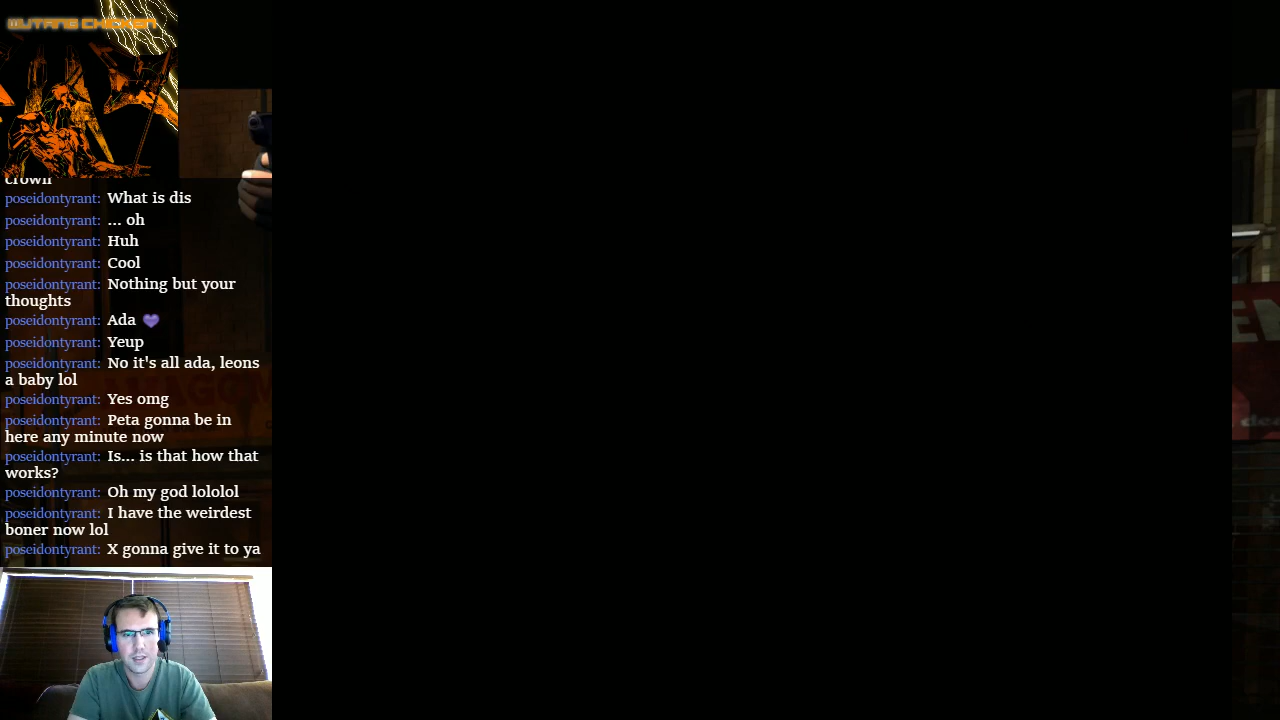 WUTANG CHICKEN
crown
poseidontyrant: What is dis
poseidontyrant: ... oh
poseidontyrant: Huh
poseidontyrant: Cool
poseidontyrant: Nothing but your
thoughts
poseidontyrant: Ada
poseidontyrant: Yeup
poseidontyrant: No it's all ada, leons
a baby lol
poseidontyrant: Yes omg
poseidontyrant: Peta gonna be in
here any minute now
poseidontyrant: Is... is that how that
works?
poseidontyrant: Oh my god lololol
poseidontyrant: I have the weirdest
boner now lol
poseidontyrant: X gonna give it to ya